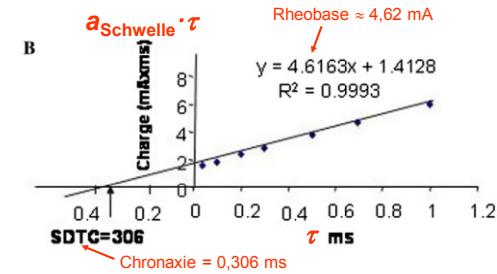 a Schwelle · τ
Rheobase ≈ 4,62 mA
B
y = 4.6163x + 1.4128
R² = 0.9993
Charge (mAxms)
8
6
4
2
0
0.4 0.2 0 0.2 0.4 0.6 0.8 1 1.2
SDTC=306
τ ms
Chronaxie = 0,306 ms